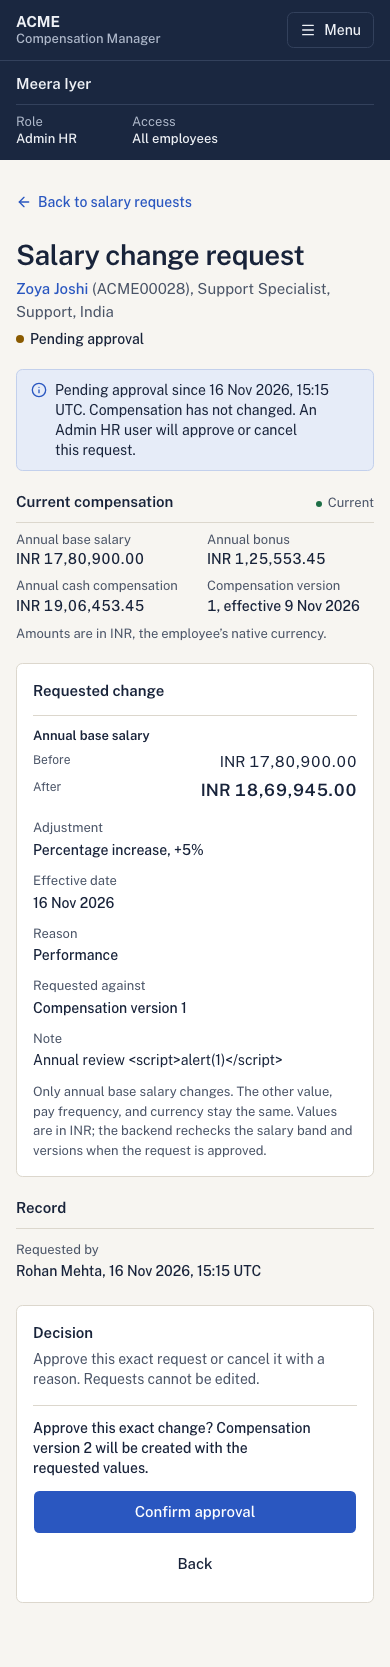 ACME
Compensation Manager
Menu
Meera Iyer
Role
Admin HR
Access
All employees
Back to salary requests
Salary change request
Zoya Joshi (ACME00028), Support Specialist,
Support, India
Pending approval
Pending approval since 16 Nov 2026, 15:15
UTC. Compensation has not changed. An
Admin HR user will approve or cancel
this request.
Current compensation
Current
Annual base salary
INR 17,80,900.00
Annual bonus
INR 1,25,553.45
Annual cash compensation
INR 19,06,453.45
Compensation version
1, effective 9 Nov 2026
Amounts are in INR, the employee's native currency.
Requested change
Annual base salary
Before
INR 17,80,900.00
After
INR 18,69,945.00
Adjustment
Percentage increase, +5%
Effective date
16 Nov 2026
Reason
Performance
Requested against
Compensation version 1
Note
Annual review <script>alert(1)</script>
Only annual base salary changes. The other value,
pay frequency, and currency stay the same. Values
are in INR; the backend rechecks the salary band and
versions when the request is approved.
Record
Requested by
Rohan Mehta, 16 Nov 2026, 15:15 UTC
Decision
Approve this exact request or cancel it with a
reason. Requests cannot be edited.
Approve this exact change? Compensation
version 2 will be created with the
requested values.
Confirm approval
Back